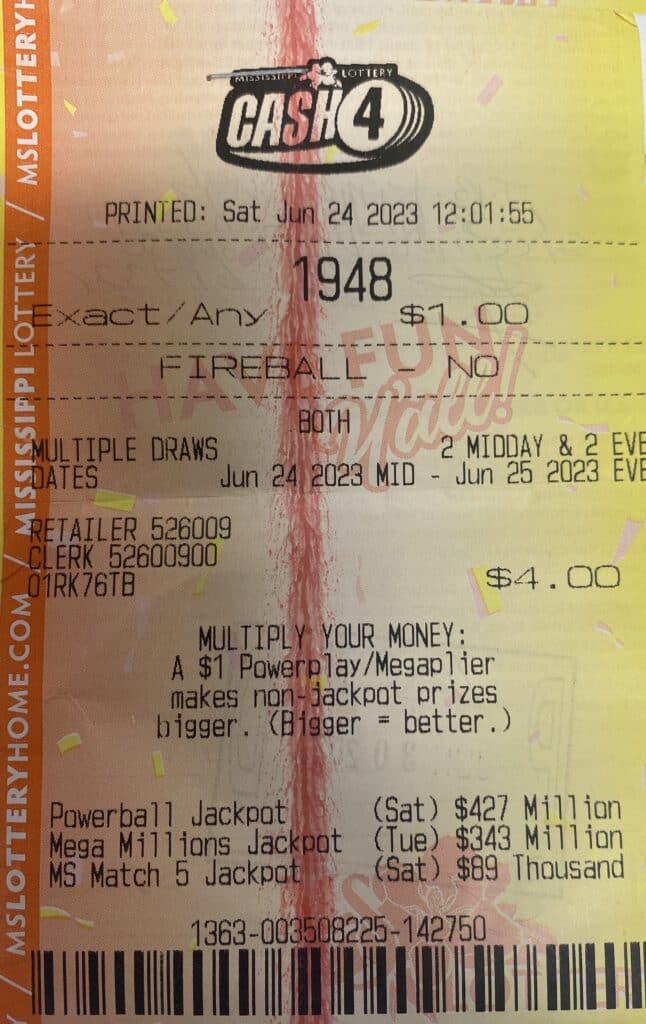 MISSISSIPPI LOTTERY
CASH 4
PRINTED: Sat Jun 24 2023 12:01:55
1948
Exact/Any $1.00
FIREBALL - NO
HAVE FUN
Y'all!
BOTH
MULTIPLE DRAWS 2 MIDDAY & 2 EVE
DATES Jun 24 2023 MID - Jun 25 2023 EVE
RETAILER 526009
CLERK 52600900
01RK76TB
$4.00
MULTIPLY YOUR MONEY:
A $1 Powerplay/Megaplier
makes non-jackpot prizes
bigger. (Bigger = better.)
Powerball Jackpot (Sat) $427 Million
Mega Millions Jackpot (Tue) $343 Million
MS Match 5 Jackpot (Sat) $89 Thousand
1363-003508225-142750
/ MSLOTTERYHOME.COM / MISSISSIPPI LOTTERY / MSLOTTERYH